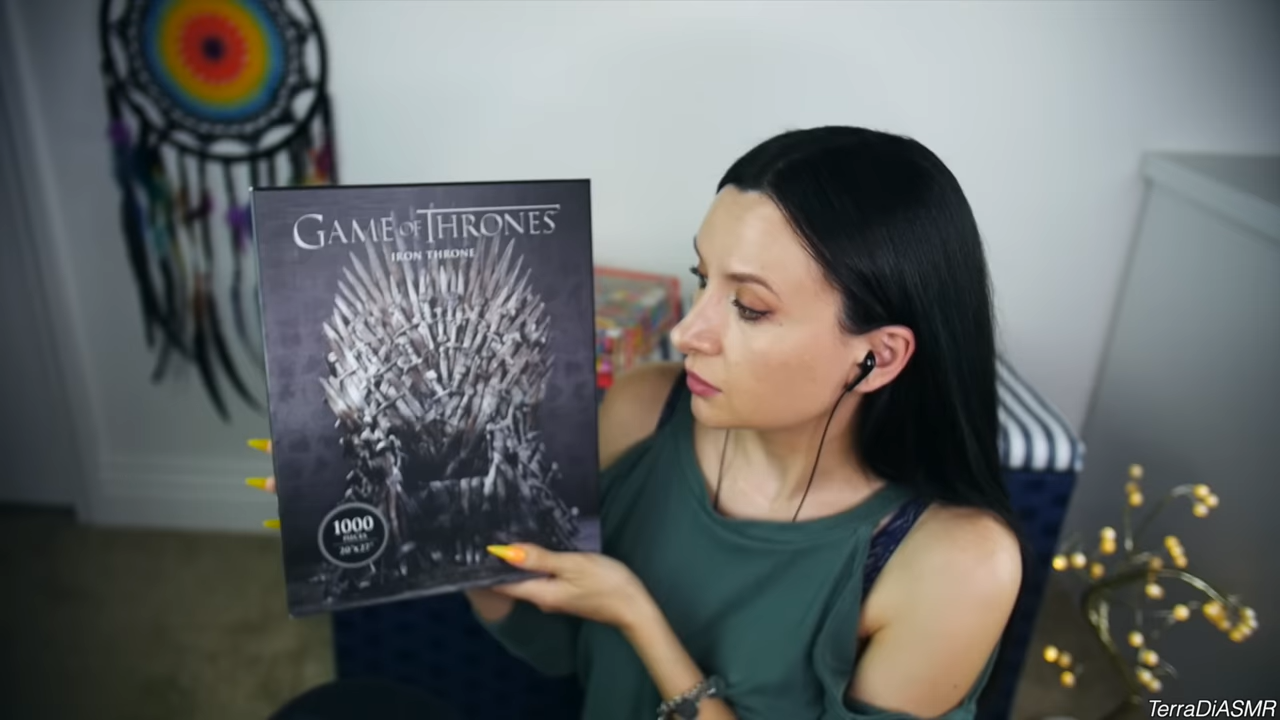 GAME OF THRONES
IRON THRONE
1000
PIECES
20"X27"
TerraDiASMR